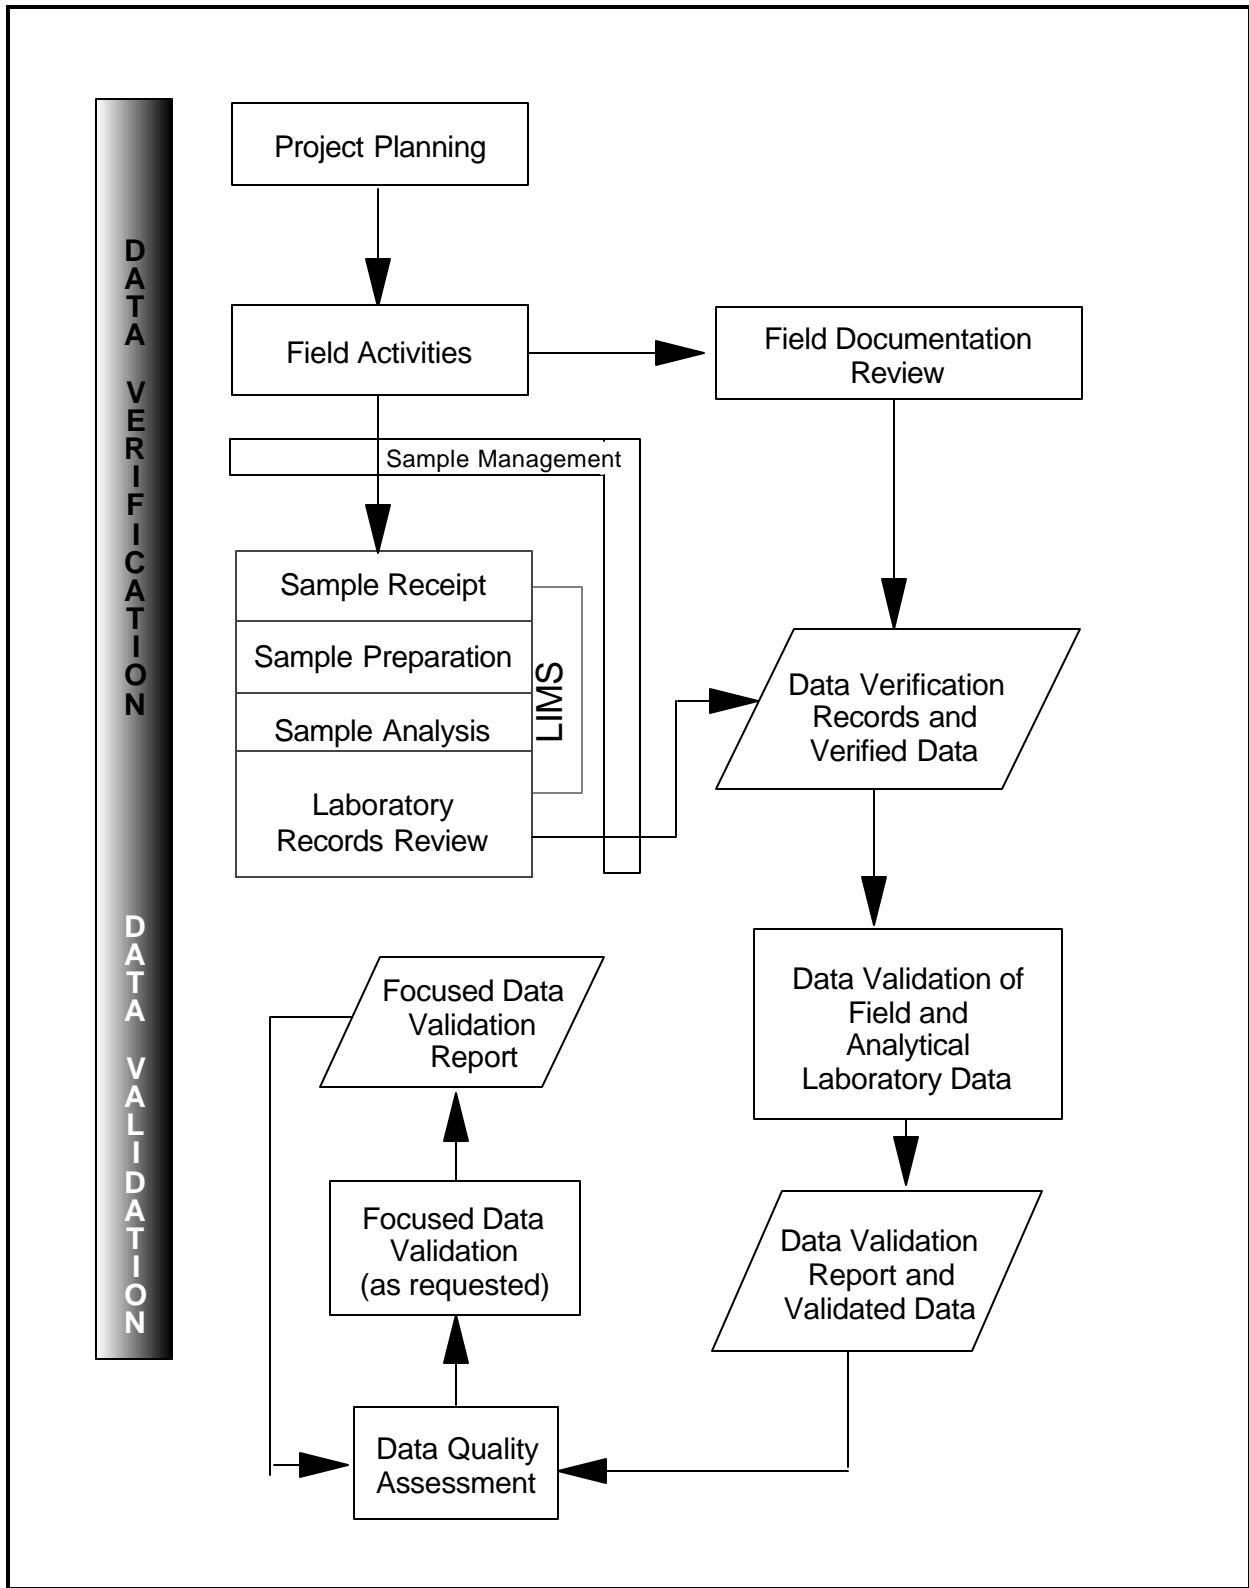 DATA VERIFICATION
DATA VALIDATION
Project Planning
Field Activities
Field Documentation
Review
Sample Management
Sample Receipt
Sample Preparation
Sample Analysis
Laboratory
Records Review
LIMS
Data Verification
Records and
Verified Data
Data Validation of
Field and
Analytical
Laboratory Data
Data Validation
Report and
Validated Data
Focused Data
Validation
Report
Focused Data
Validation
(as requested)
Data Quality
Assessment